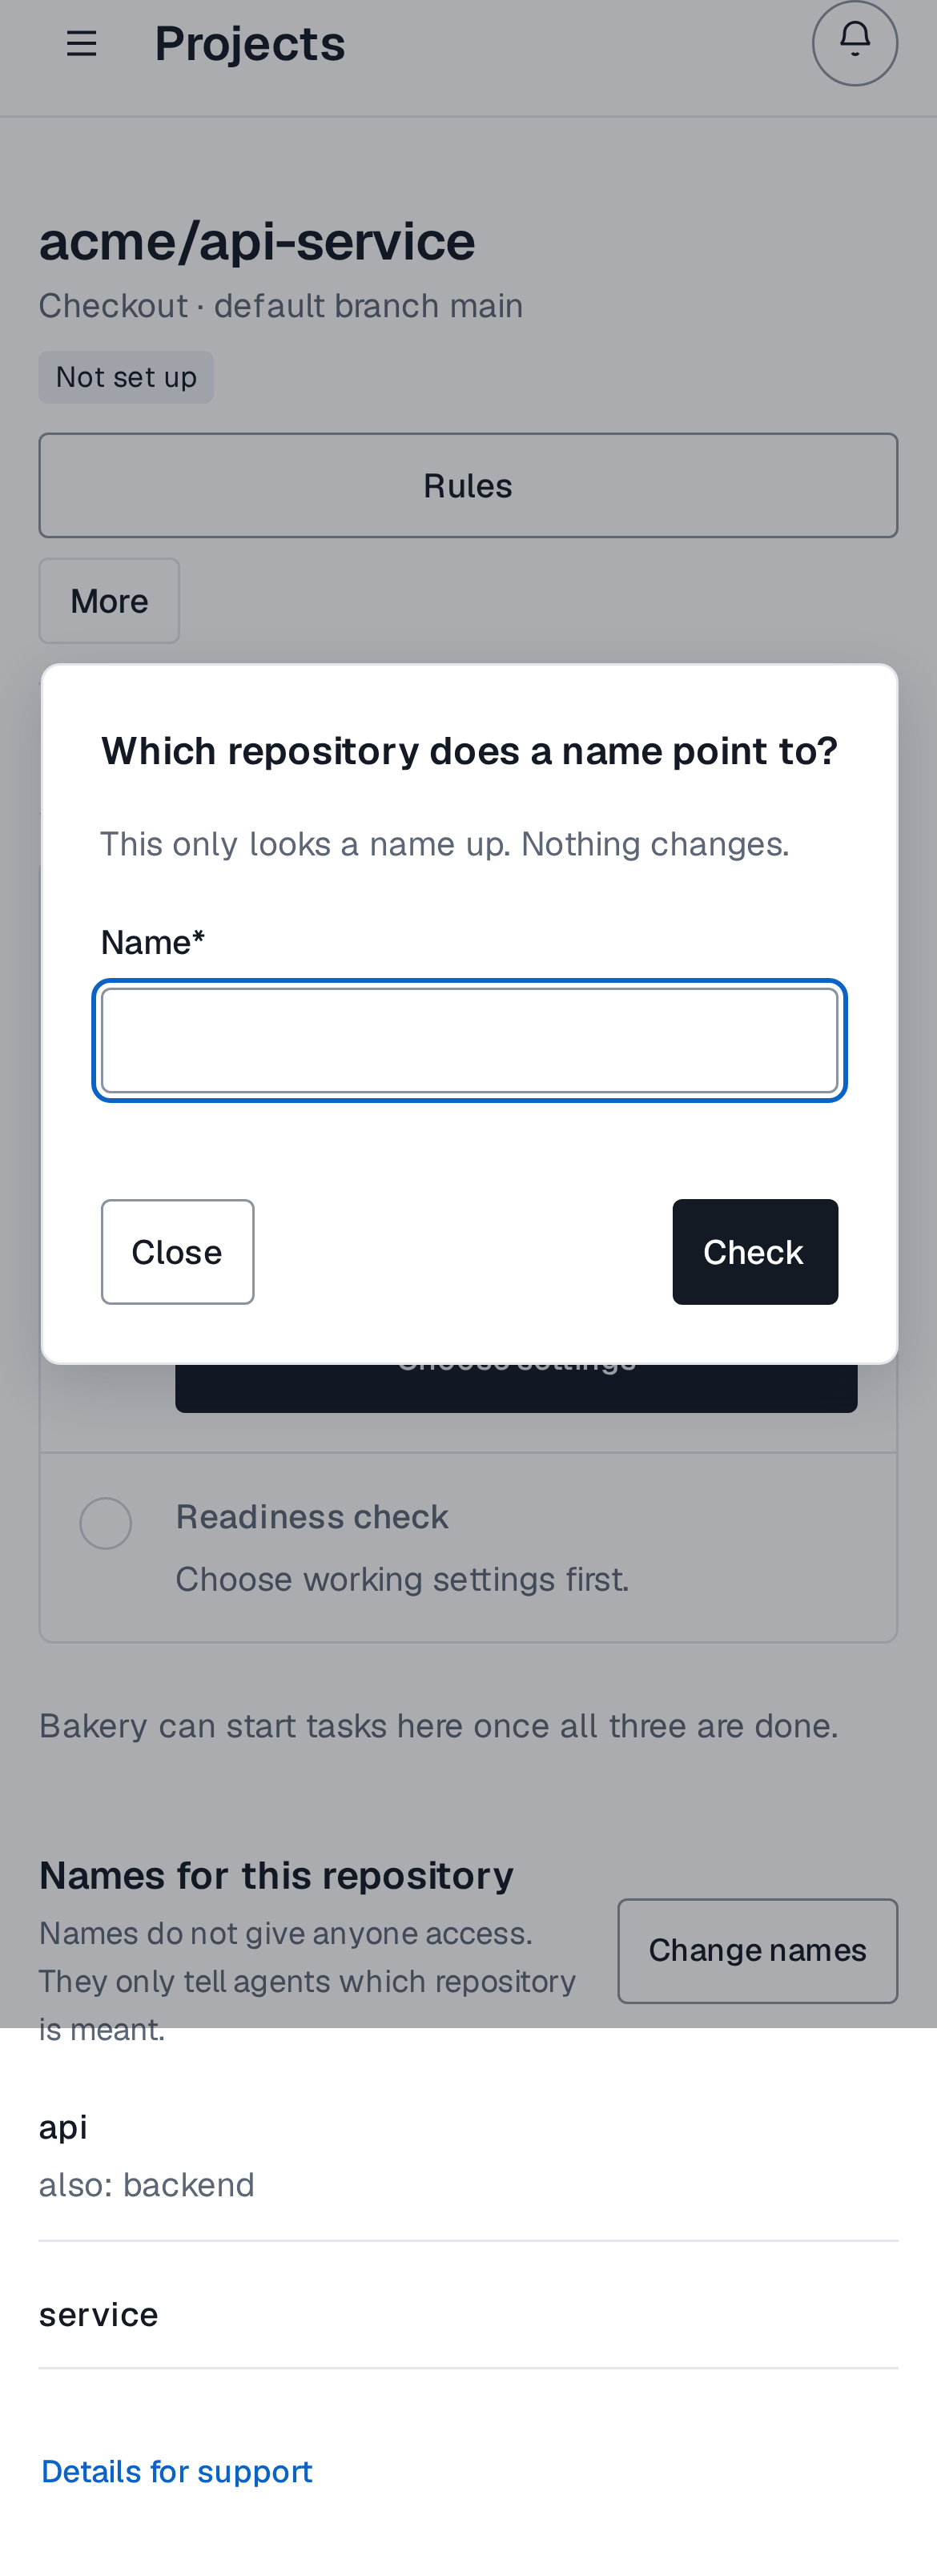 Projects
acme/api-service
Checkout · default branch main
Not set up
Rules
More
Which repository does a name point to?
This only looks a name up. Nothing changes.
Name*
Close
Check
Choose settings
Readiness check
Choose working settings first.
Bakery can start tasks here once all three are done.
Names for this repository
Names do not give anyone access.
They only tell agents which repository
is meant.
Change names
api
also: backend
service
Details for support